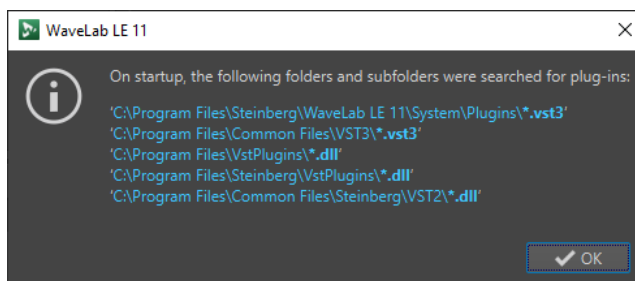 WaveLab LE 11
On startup, the following folders and subfolders were searched for plug-ins:
'C:\Program Files\Steinberg\WaveLab LE 11\System\Plugins\*.vst3'
'C:\Program Files\Common Files\VST3\*.vst3'
'C:\Program Files\VstPlugins\*.dll'
'C:\Program Files\Steinberg\VstPlugins\*.dll'
'C:\Program Files\Common Files\Steinberg\VST2\*.dll'
OK